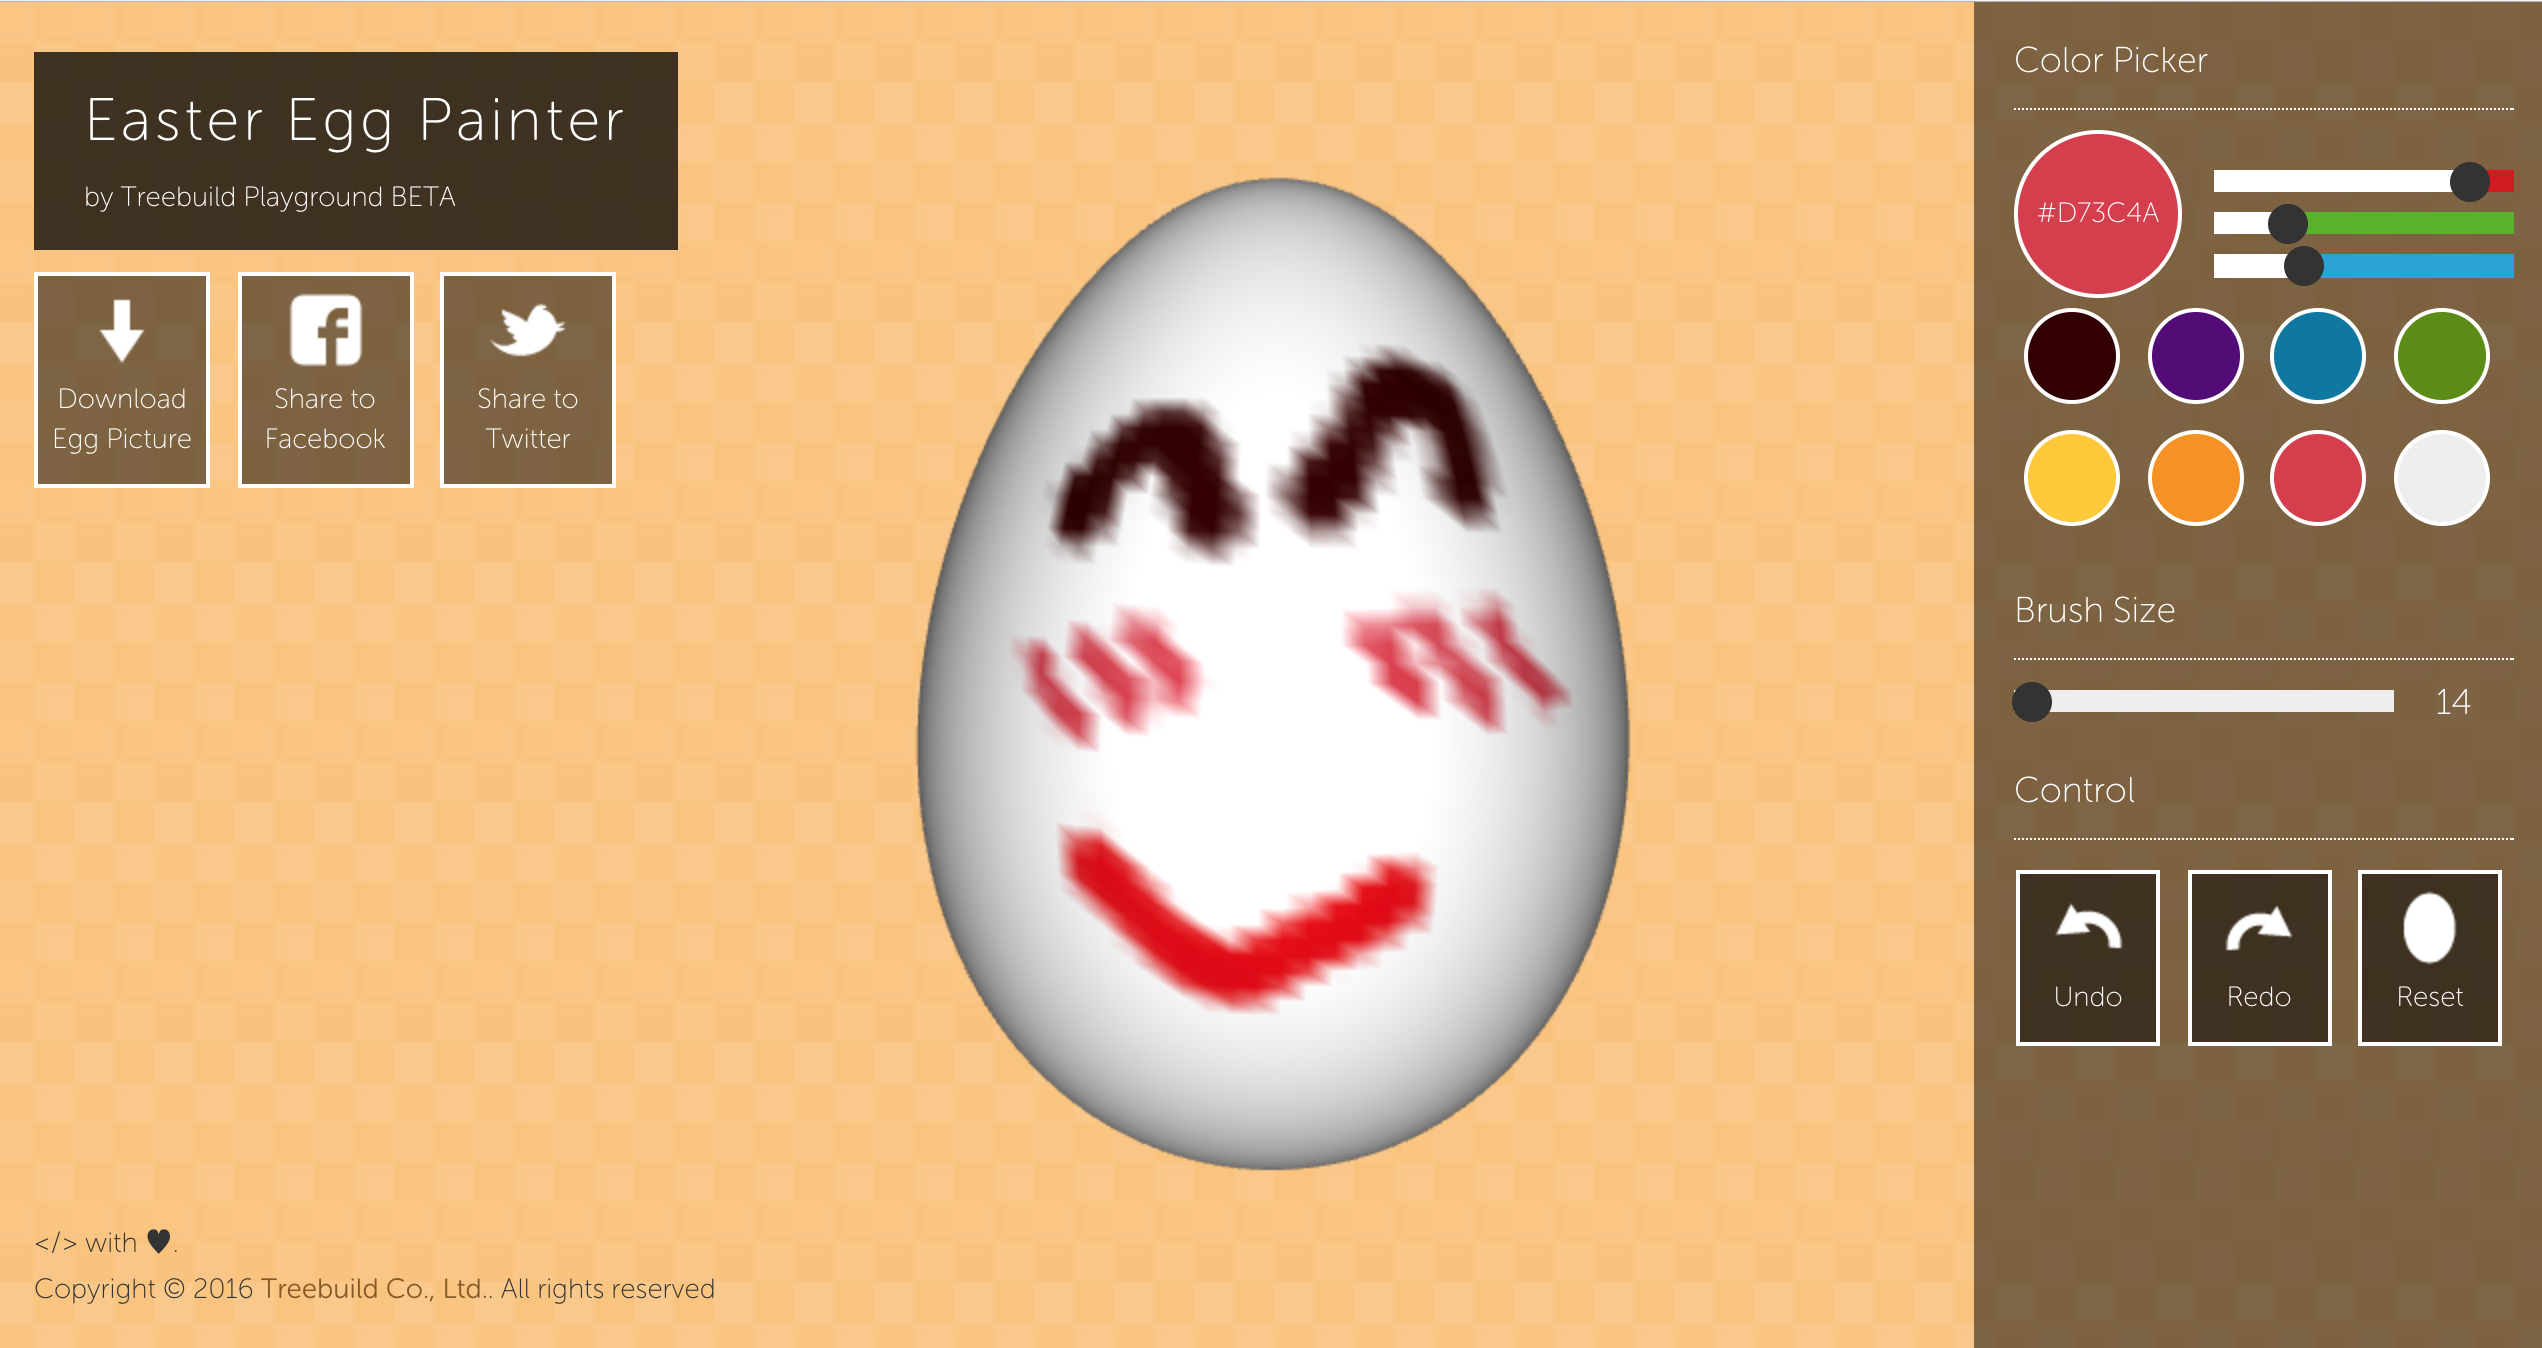 Easter Egg Painter
by Treebuild Playground BETA
Download
Egg Picture
Share to
Facebook
Share to
Twitter
Color Picker
#D73C4A
Brush Size
14
Control
Undo
Redo
Reset
</> with ♥.
Copyright © 2016 Treebuild Co., Ltd.. All rights reserved